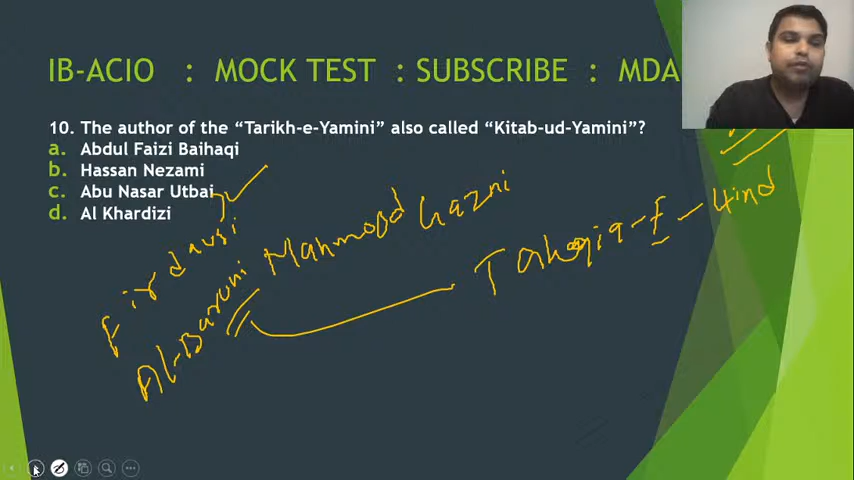 IB-ACIO : MOCK TEST : SUBSCRIBE : MDA
10. The author of the “Tarikh-e-Yamini” also called “Kitab-ud-Yamini”?
a. Abdul Faizi Baihaqi
b. Hassan Nezami
c. Abu Nasar Utbai
d. Al Khardizi
Firdausi
Al-Baruni
Mahmood Gazni
Tahqiq-E-Hind